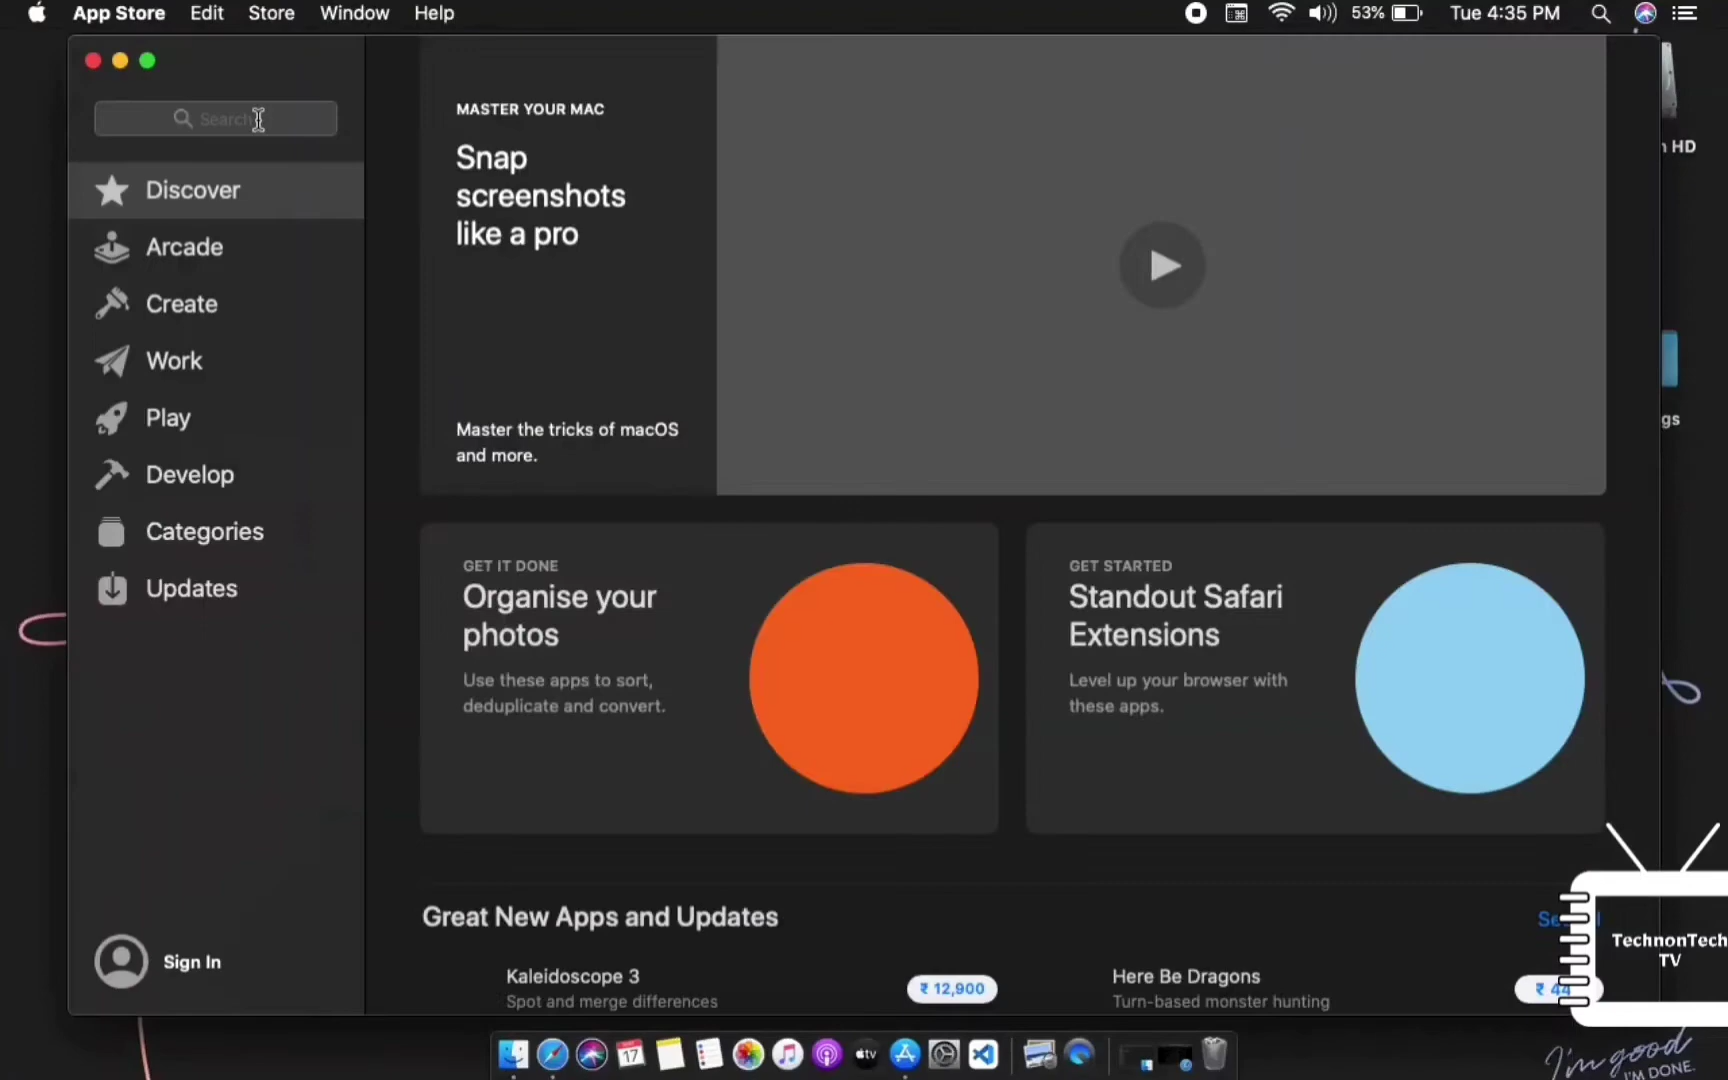 App Store Edit Store Window Help 53% Tue 4:35 PM
HD
gs
Search
Discover
Arcade
Create
Work
Play
Develop
Categories
Updates
Sign In
MASTER YOUR MAC
Snap
screenshots
like a pro
Master the tricks of macOS
and more.
GET IT DONE
Organise your
photos
Use these apps to sort,
deduplicate and convert.
GET STARTED
Standout Safari
Extensions
Level up your browser with
these apps.
Great New Apps and Updates
Kaleidoscope 3
Spot and merge differences
₹ 12,900
Here Be Dragons
Turn-based monster hunting
₹ 44
TechnonTech
TV
17
tv
I'm good
I'M DONE.